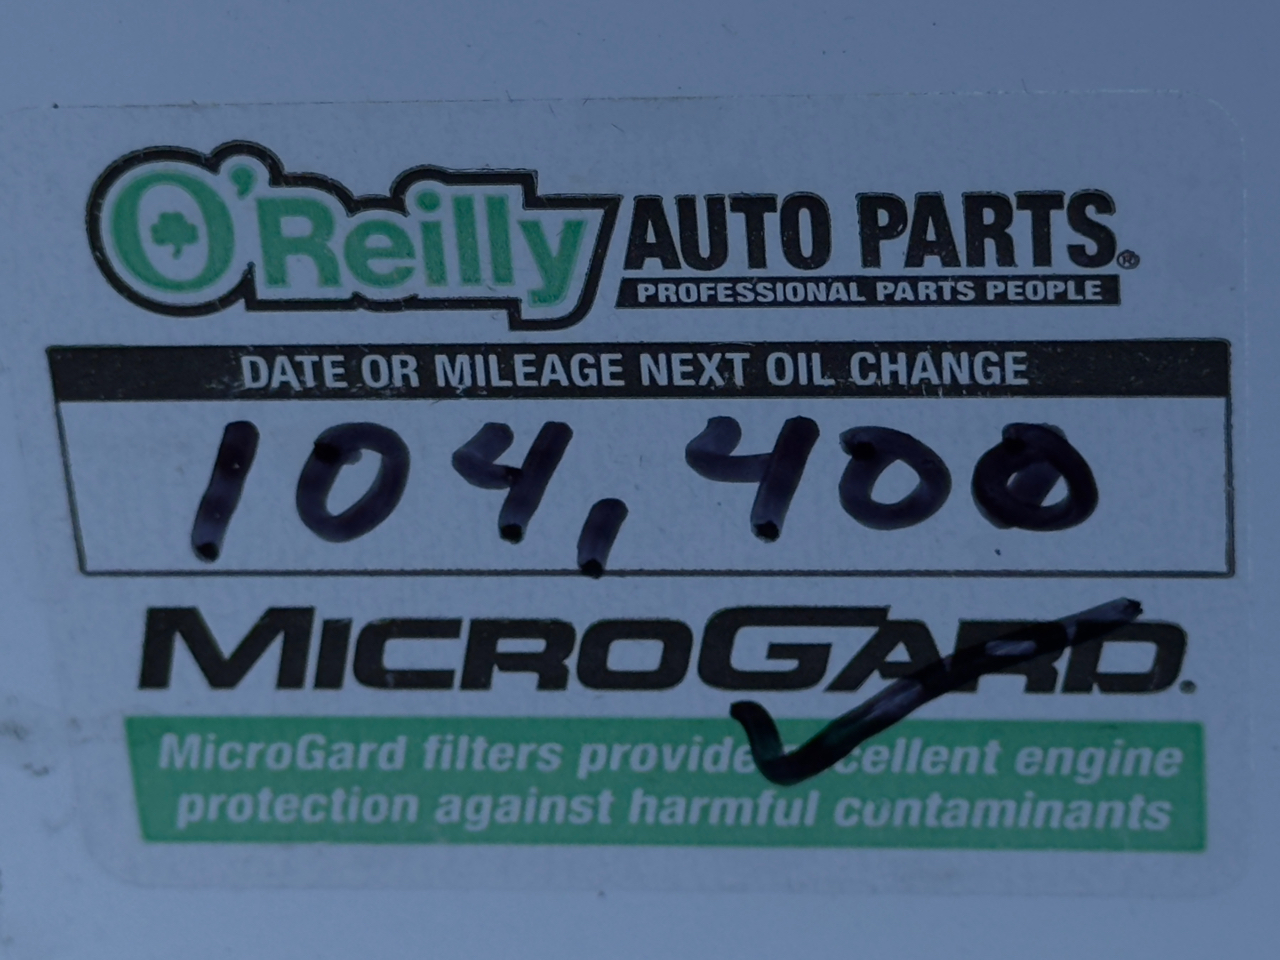 O'Reilly AUTO PARTS®
PROFESSIONAL PARTS PEOPLE
DATE OR MILEAGE NEXT OIL CHANGE
104,400
MICROGARD®
MicroGard filters provide excellent engine
protection against harmful contaminants